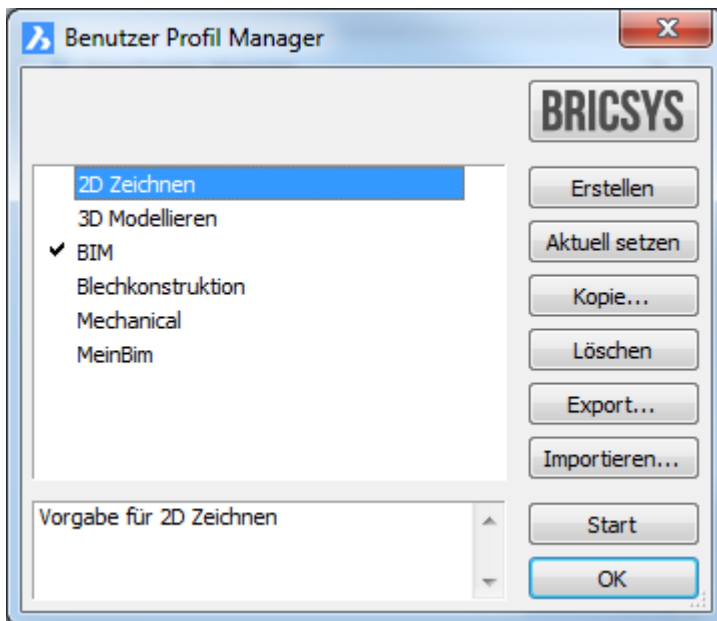 Benutzer Profil Manager
BRICSYS
2D Zeichnen
3D Modellieren
BIM
Blechkonstruktion
Mechanical
MeinBim
Erstellen
Aktuell setzen
Kopie...
Löschen
Export...
Importieren...
Vorgabe für 2D Zeichnen
Start
OK